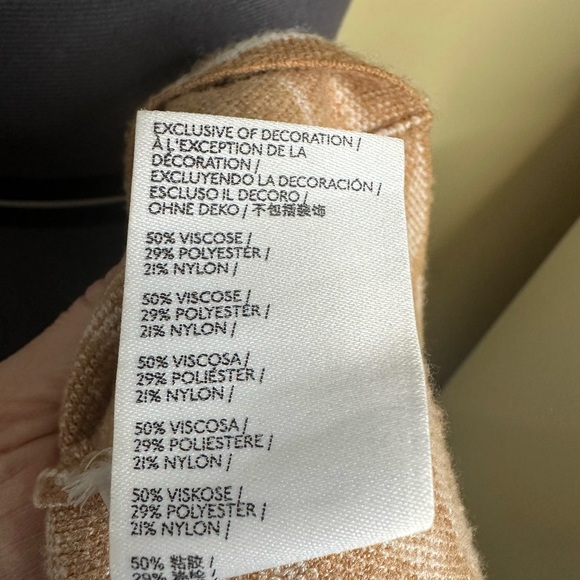 EXCLUSIVE OF DECORATION /
À L'EXCEPTION DE LA
DÉCORATION /
EXCLUYENDO LA DECORACIÓN /
ESCLUSO IL DECORO /
OHNE DEKO / 不包括装饰
50% VISCOSE /
29% POLYESTER /
21% NYLON /
50% VISCOSE /
29% POLYESTER /
21% NYLON /
50% VISCOSA /
29% POLIÉSTER /
21% NYLON /
50% VISCOSA /
29% POLIESTERE /
21% NYLON /
50% VISKOSE /
29% POLYESTER /
21% NYLON /
50% 粘胶 /
29%